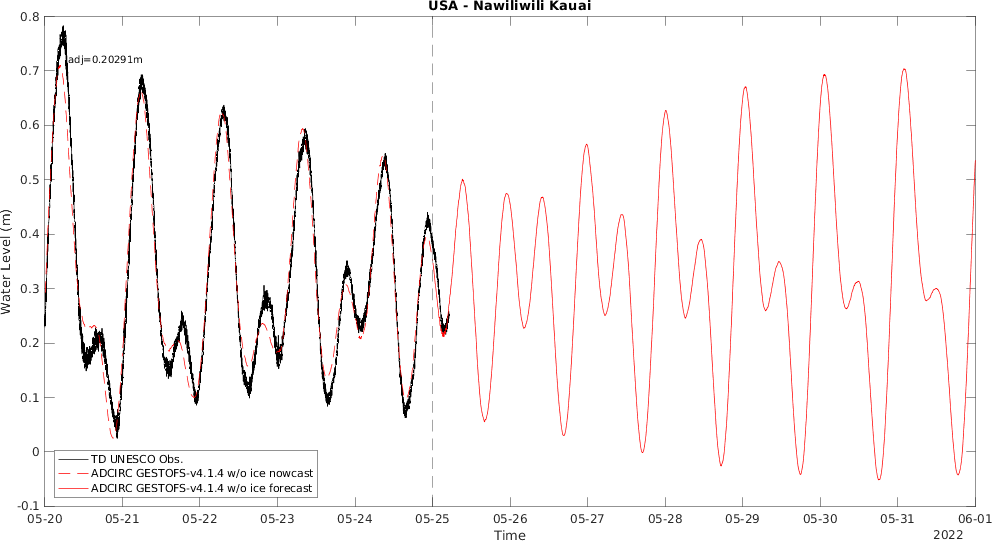 USA - Nawiliwili Kauai
0.8
0.7
0.6
0.5
0.4
0.3
0.2
0.1
0
-0.1
Water Level (m)
adj=0.20291m
TD UNESCO Obs.
ADCIRC GESTOFS-v4.1.4 w/o ice nowcast
ADCIRC GESTOFS-v4.1.4 w/o ice forecast
05-20 05-21 05-22 05-23 05-24 05-25 05-26 05-27 05-28 05-29 05-30 05-31 06-01
Time
2022